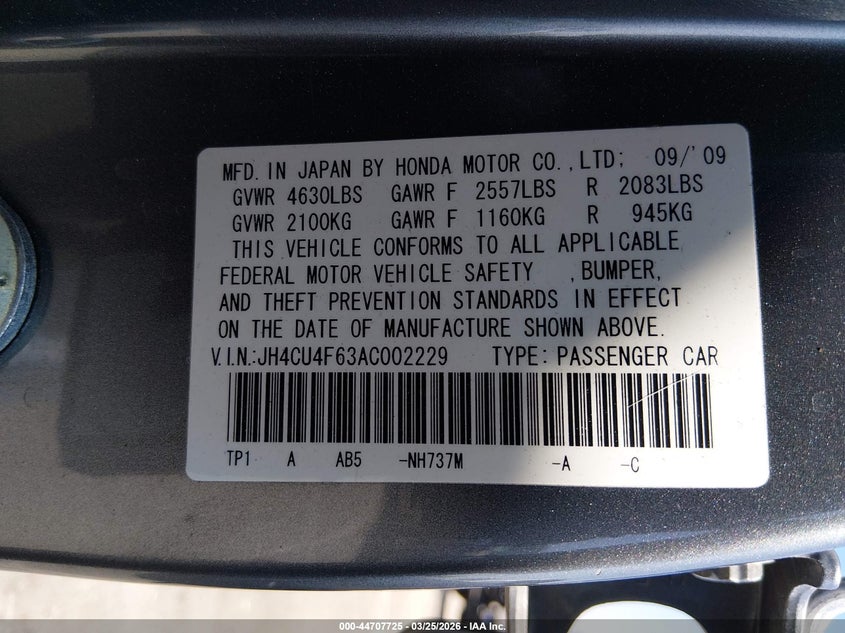 MFD. IN JAPAN BY HONDA MOTOR CO.,LTD; 09/'09
GVWR 4630LBS GAWR F 2557LBS R 2083LBS
GVWR 2100KG GAWR F 1160KG R 945KG
THIS VEHICLE CONFORMS TO ALL APPLICABLE
FEDERAL MOTOR VEHICLE SAFETY ,BUMPER,
AND THEFT PREVENTION STANDARDS IN EFFECT
ON THE DATE OF MANUFACTURE SHOWN ABOVE.
V.I.N.:JH4CU4F63AC002229 TYPE: PASSENGER CAR
TP1 A AB5 -NH737M -A -C
000-44707725 - 03/25/2026 - IAA Inc.